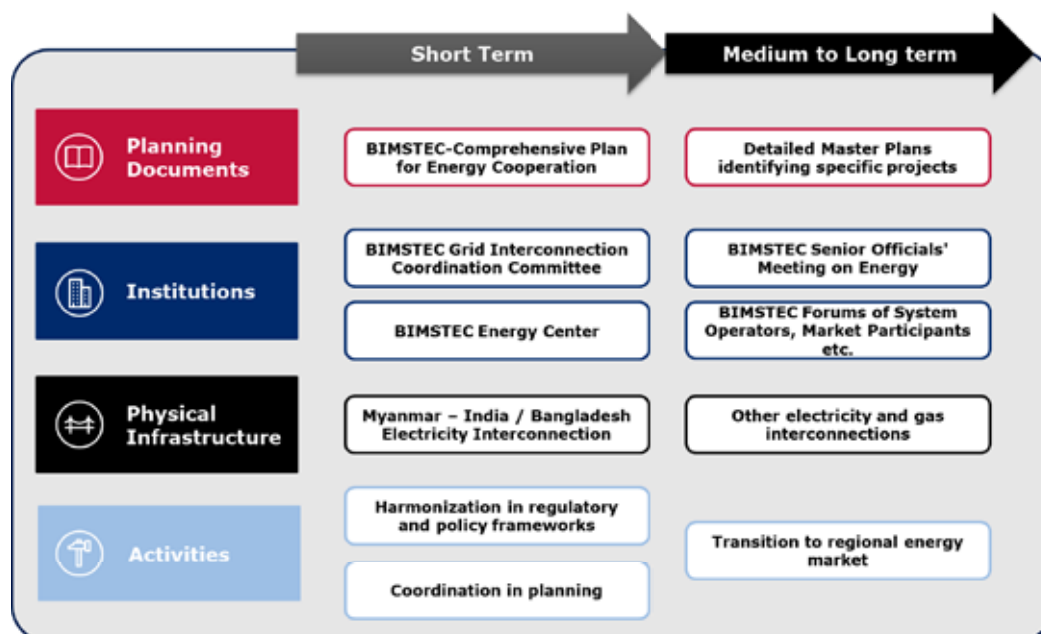 Short Term
Medium to Long term
Planning
Documents
BIMSTEC-Comprehensive Plan
for Energy Cooperation
Detailed Master Plans
identifying specific projects
Institutions
BIMSTEC Grid Interconnection
Coordination Committee
BIMSTEC Senior Officials'
Meeting on Energy
BIMSTEC Energy Center
BIMSTEC Forums of System
Operators, Market Participants
etc.
Physical
Infrastructure
Myanmar – India / Bangladesh
Electricity Interconnection
Other electricity and gas
interconnections
Activities
Harmonization in regulatory
and policy frameworks
Coordination in planning
Transition to regional energy
market